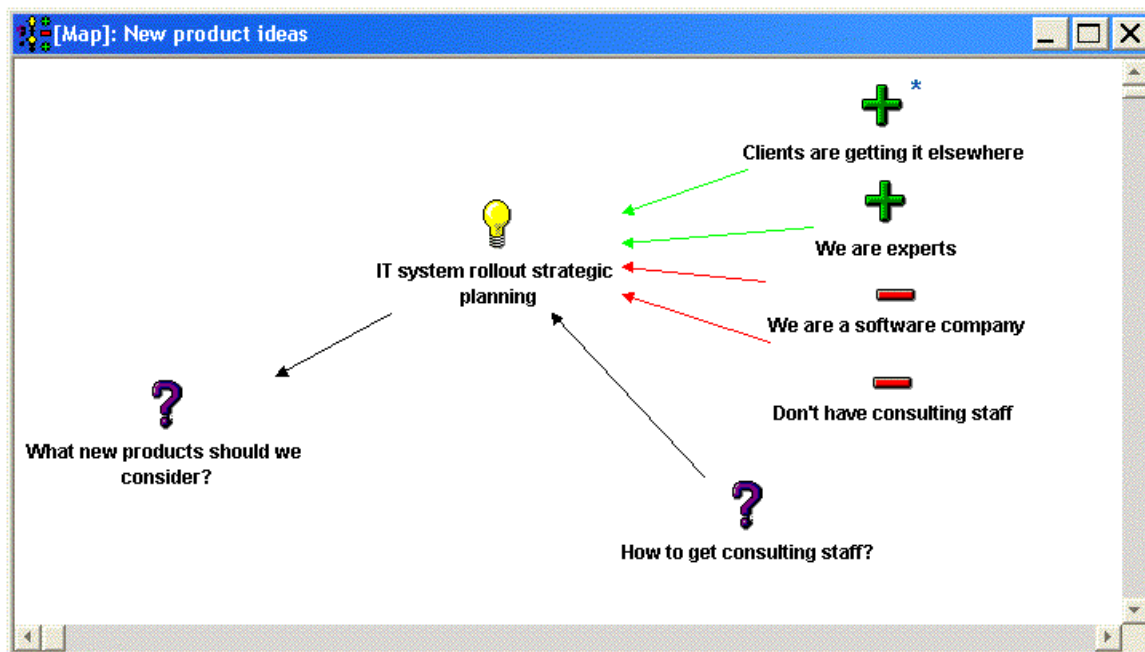 [Map]: New product ideas
*
Clients are getting it elsewhere
We are experts
IT system rollout strategic
planning
We are a software company
Don't have consulting staff
What new products should we
consider?
How to get consulting staff?